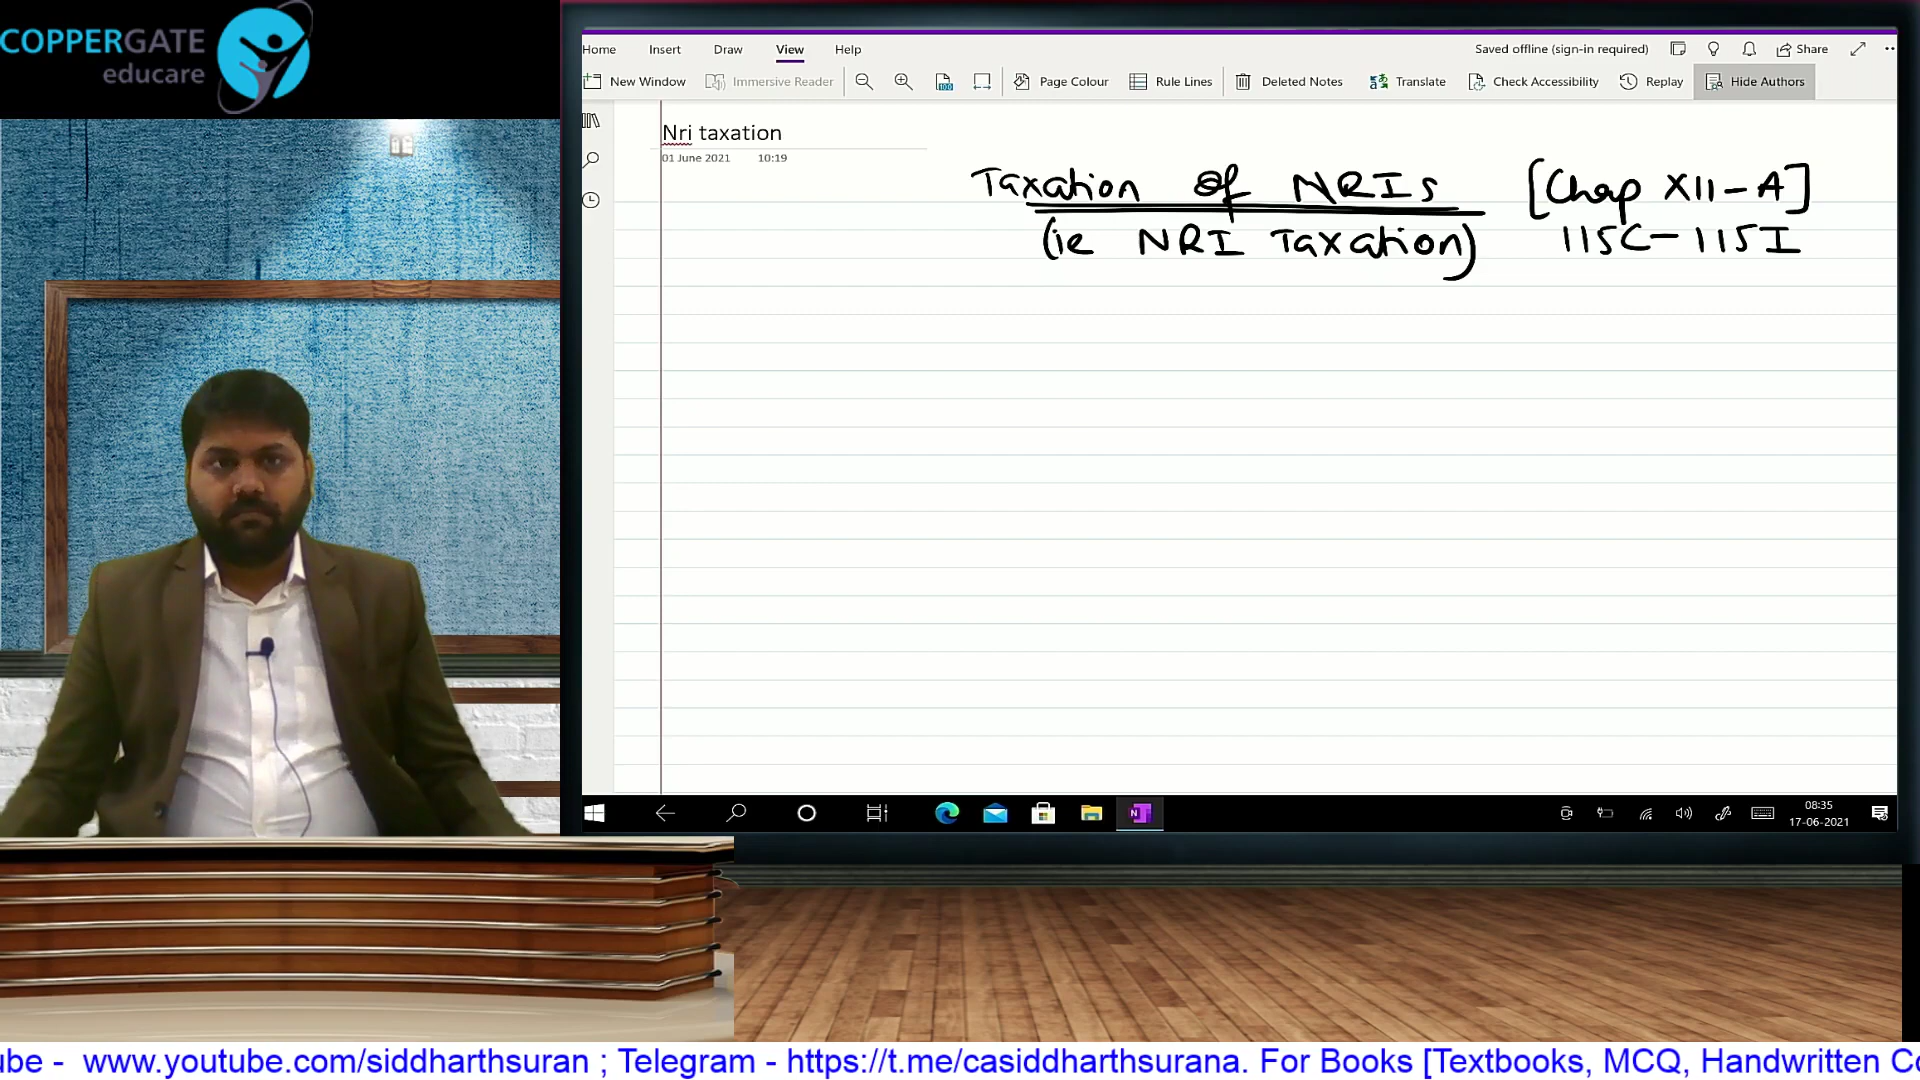 COPPERGATE
educare
Home Insert Draw View Help
Saved offline (sign-in required) Share
New Window Immersive Reader Page Colour Rule Lines Deleted Notes Translate Check Accessibility Replay Hide Authors
Nri taxation
01 June 2021 10:19
Taxation of NRIs [Chap XII-A]
(ie NRI Taxation) 115C-115I
08:35
17-06-2021
ube - www.youtube.com/siddharthsuran ; Telegram - https://t.me/casiddharthsurana. For Books [Textbooks, MCQ, Handwritten Co